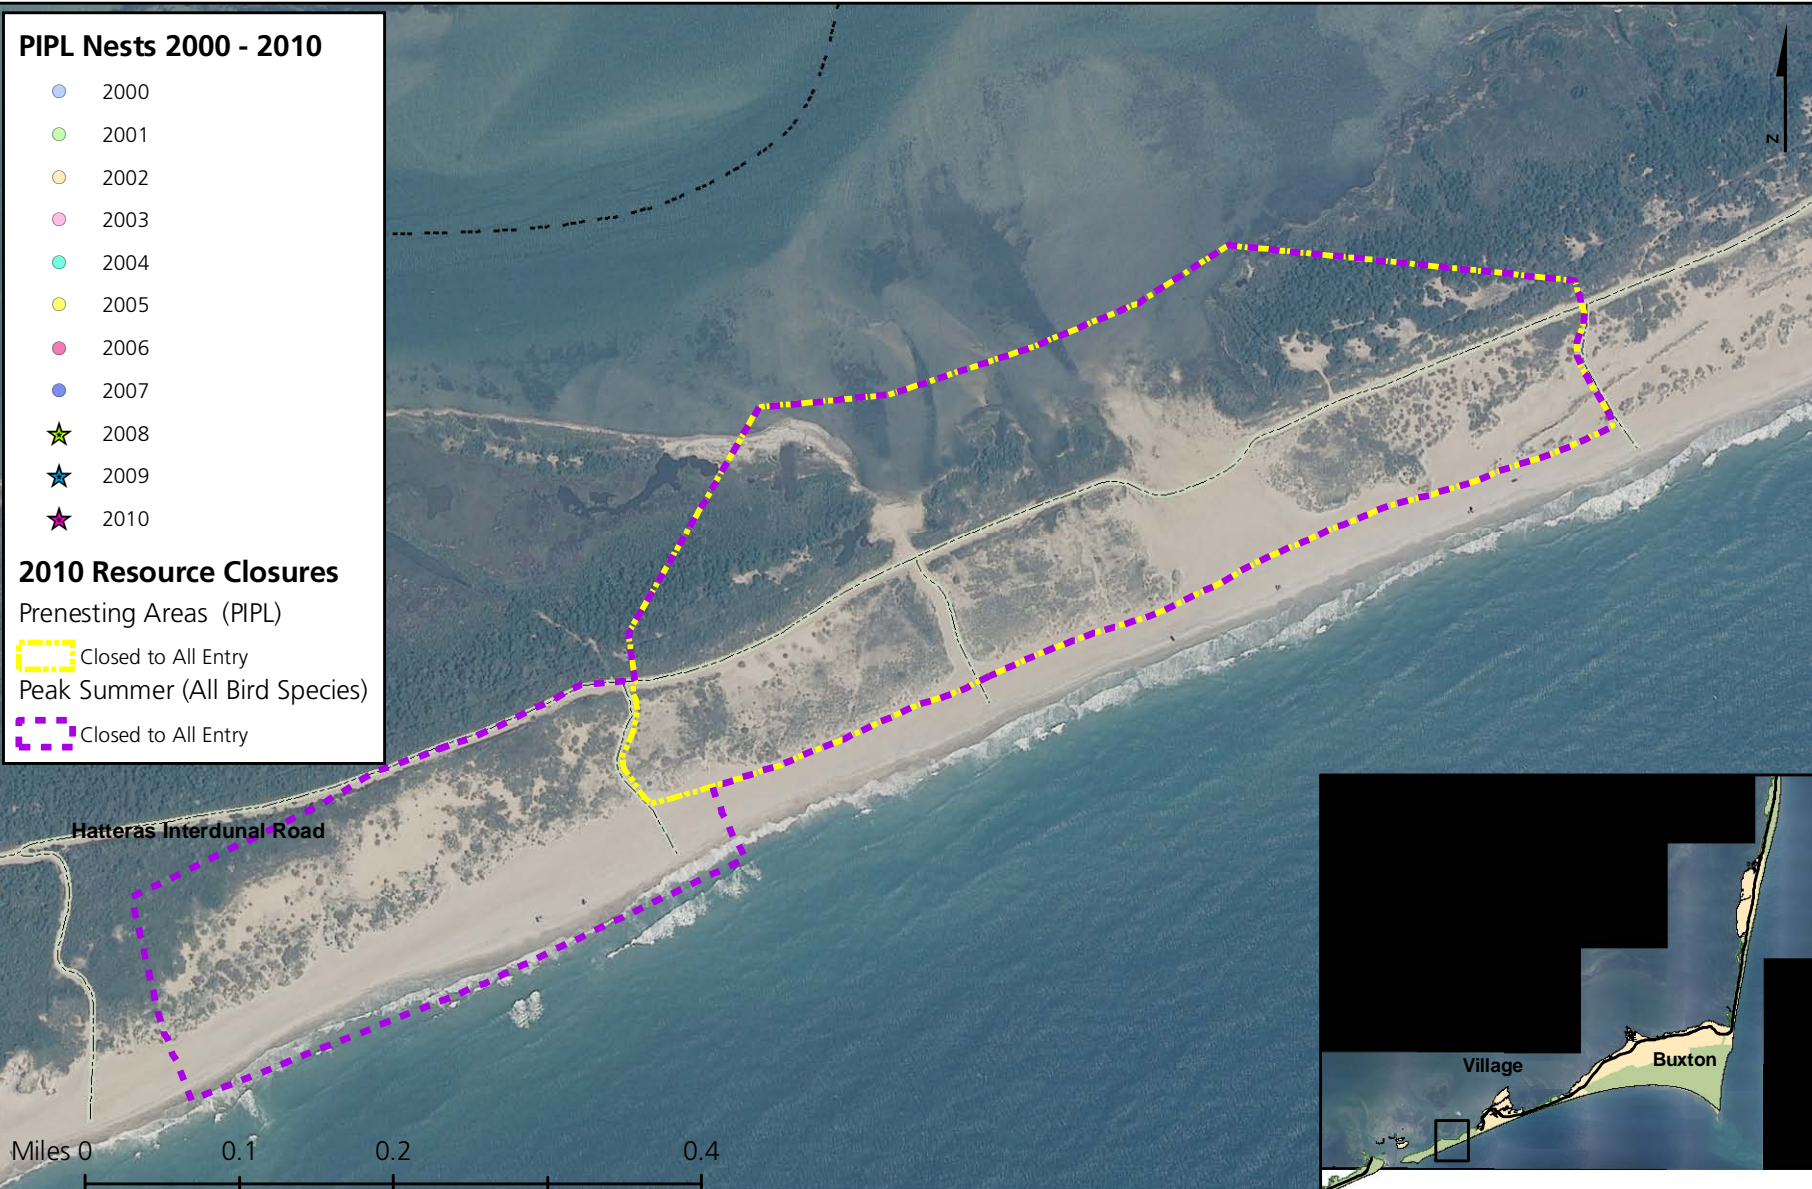 PIPL Nests 2000 - 2010
2000
2001
2002
2003
2004
2005
2006
2007
2008
2009
2010
2010 Resource Closures
Prenesting Areas (PIPL)
Closed to All Entry
Peak Summer (All Bird Species)
Closed to All Entry
N
Hatteras Interdunal Road
Village
Buxton
Miles 0 0.1 0.2 0.4